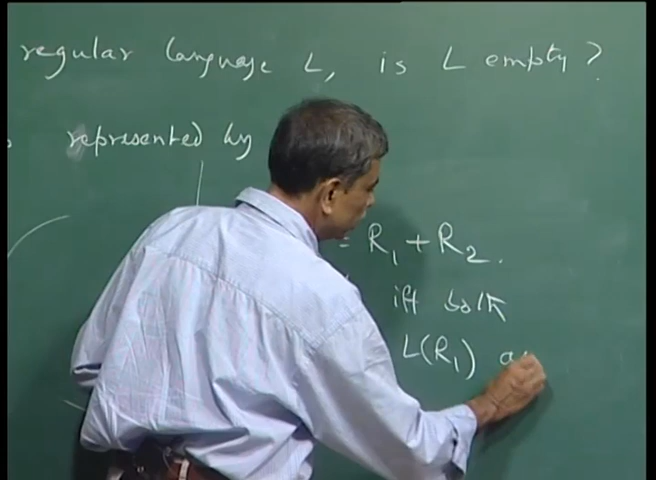 regular language L, is L empty?
represented by
= R₁ + R₂.
iff both
L(R₁) a